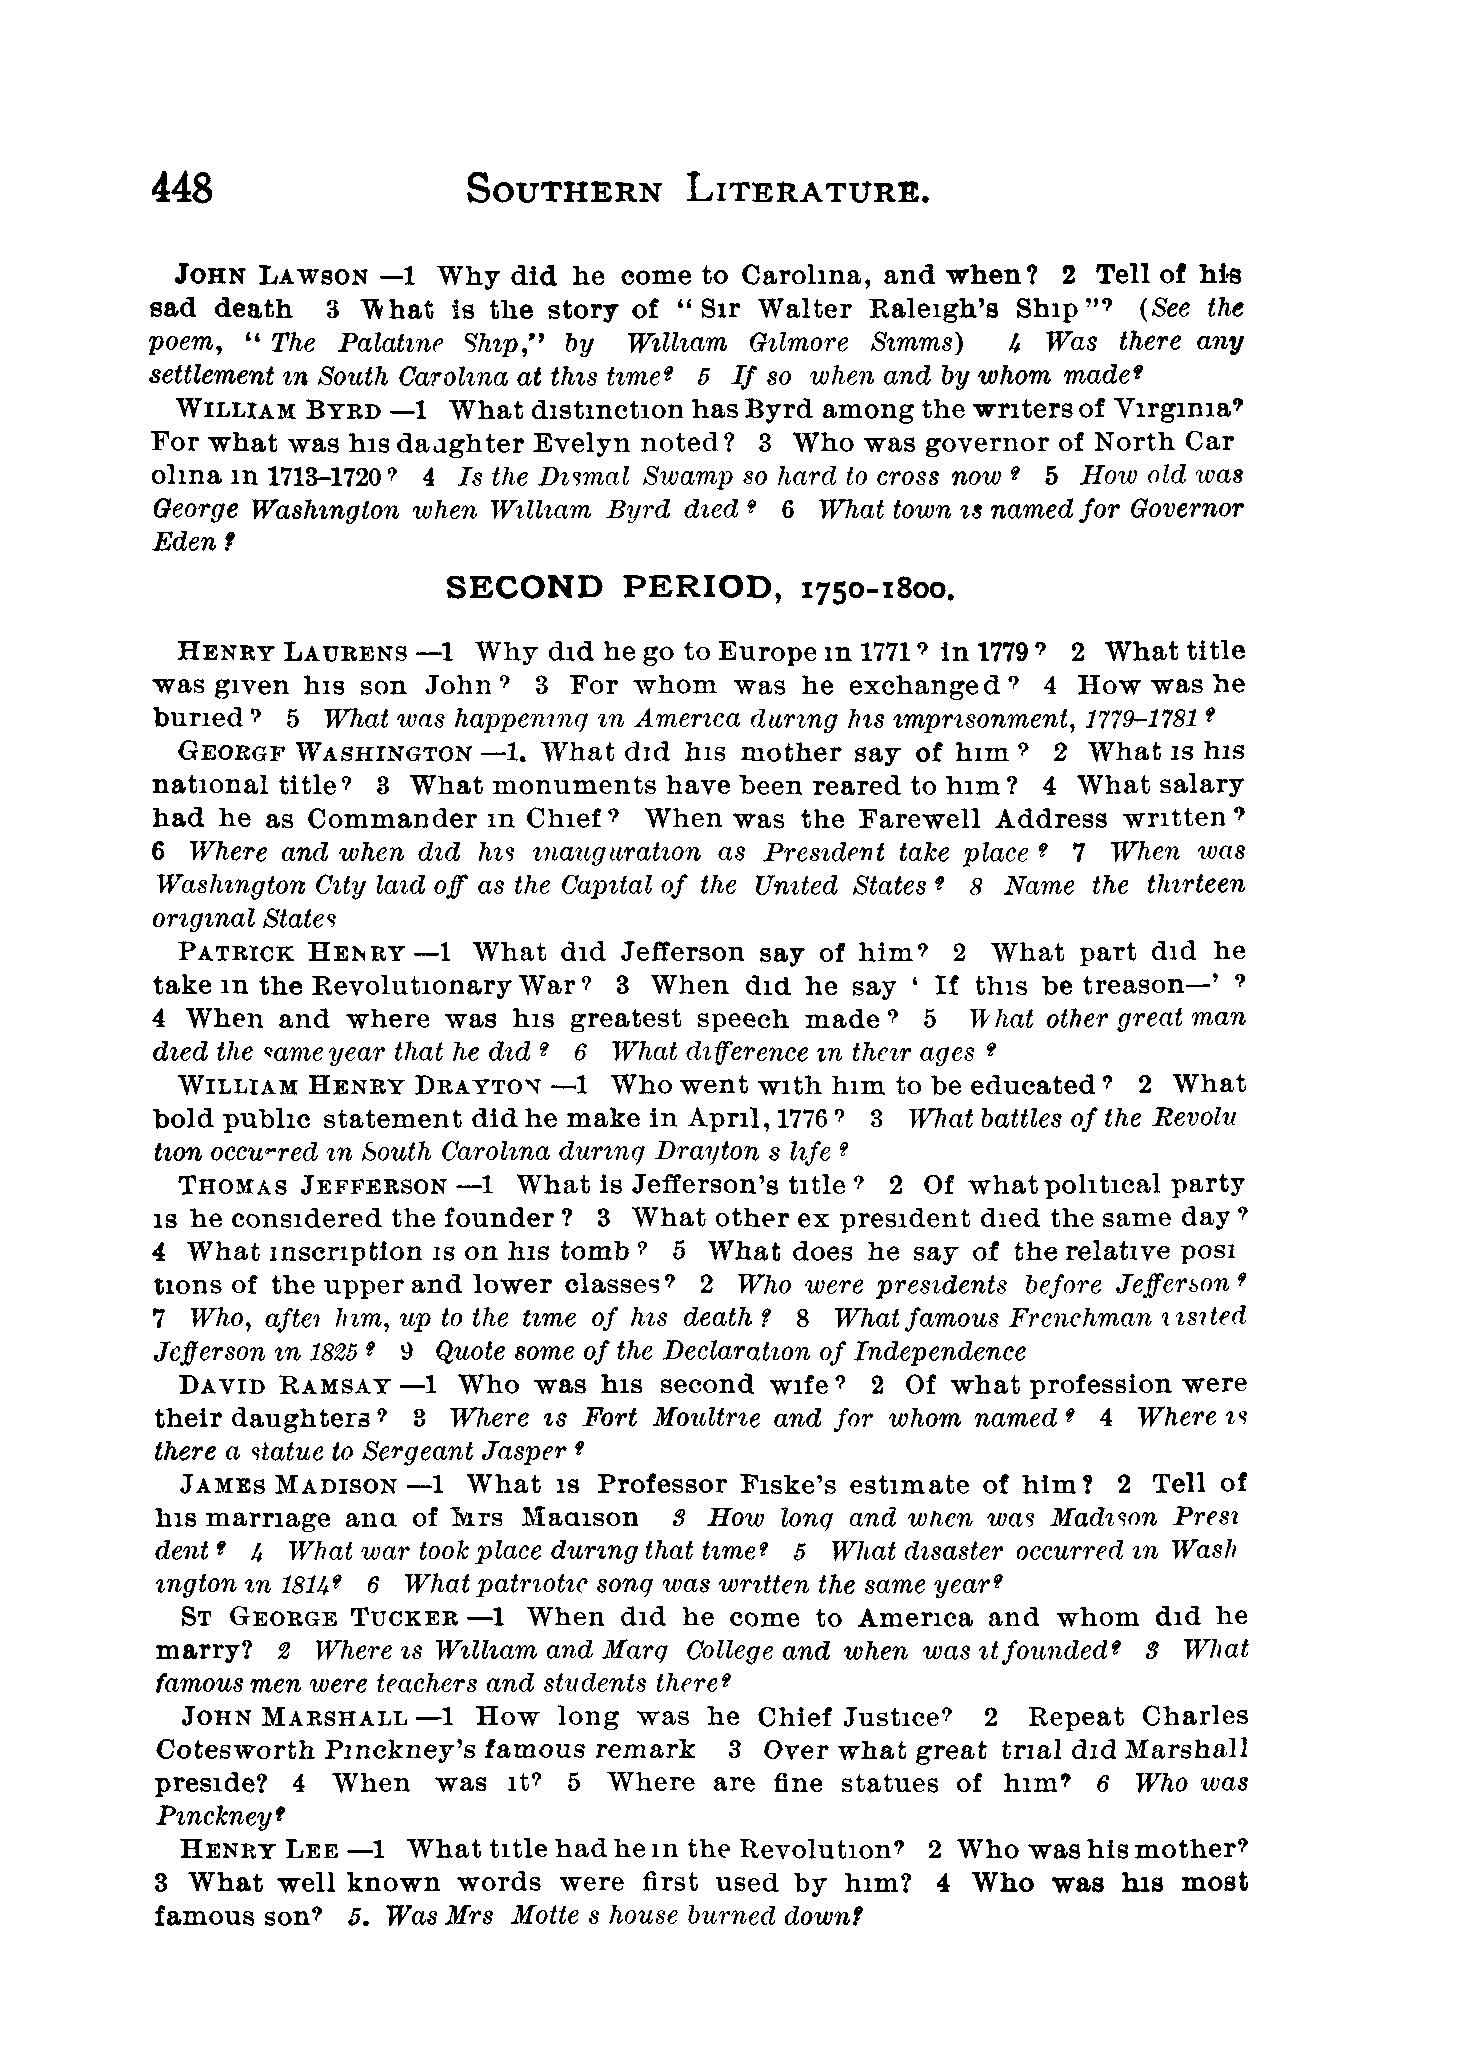 448 SOUTHERN LITERATURE.
JOHN LAWSON —1 Why did he come to Carolina, and when? 2 Tell of his
sad death 3 What is the story of “Sir Walter Raleigh's Ship”? (See the
poem, “The Palatine Ship,” by William Gilmore Simms) 4 Was there any
settlement in South Carolina at this time? 5 If so when and by whom made?
WILLIAM BYRD —1 What distinction has Byrd among the writers of Virginia?
For what was his daughter Evelyn noted? 3 Who was governor of North Car
olina in 1713–1720? 4 Is the Dismal Swamp so hard to cross now? 5 How old was
George Washington when William Byrd died? 6 What town is named for Governor
Eden?
SECOND PERIOD, 1750-1800.
HENRY LAURENS —1 Why did he go to Europe in 1771? in 1779? 2 What title
was given his son John? 3 For whom was he exchanged? 4 How was he
buried? 5 What was happening in America during his imprisonment, 1779–1781?
GEORGE WASHINGTON —1. What did his mother say of him? 2 What is his
national title? 3 What monuments have been reared to him? 4 What salary
had he as Commander in Chief? When was the Farewell Address written?
6 Where and when did his inauguration as President take place? 7 When was
Washington City laid off as the Capital of the United States? 8 Name the thirteen
original States
PATRICK HENRY —1 What did Jefferson say of him? 2 What part did he
take in the Revolutionary War? 3 When did he say ‘If this be treason—’?
4 When and where was his greatest speech made? 5 What other great man
died the same year that he did? 6 What difference in their ages?
WILLIAM HENRY DRAYTON —1 Who went with him to be educated? 2 What
bold public statement did he make in April, 1776? 3 What battles of the Revolu
tion occurred in South Carolina during Drayton s life?
THOMAS JEFFERSON —1 What is Jefferson's title? 2 Of what political party
is he considered the founder? 3 What other ex president died the same day?
4 What inscription is on his tomb? 5 What does he say of the relative posi
tions of the upper and lower classes? 2 Who were presidents before Jefferson?
7 Who, after him, up to the time of his death? 8 What famous Frenchman visited
Jefferson in 1825? 9 Quote some of the Declaration of Independence
DAVID RAMSAY —1 Who was his second wife? 2 Of what profession were
their daughters? 3 Where is Fort Moultrie and for whom named? 4 Where is
there a statue to Sergeant Jasper?
JAMES MADISON —1 What is Professor Fiske's estimate of him? 2 Tell of
his marriage and of Mrs Madison 3 How long and when was Madison Presi
dent? 4 What war took place during that time? 5 What disaster occurred in Wash
ington in 1814? 6 What patriotic song was written the same year?
ST GEORGE TUCKER —1 When did he come to America and whom did he
marry? 2 Where is William and Marq College and when was it founded? 3 What
famous men were teachers and students there?
JOHN MARSHALL —1 How long was he Chief Justice? 2 Repeat Charles
Cotesworth Pinckney's famous remark 3 Over what great trial did Marshall
preside? 4 When was it? 5 Where are fine statues of him? 6 Who was
Pinckney?
HENRY LEE —1 What title had he in the Revolution? 2 Who was his mother?
3 What well known words were first used by him? 4 Who was his most
famous son? 5. Was Mrs Motte s house burned down?